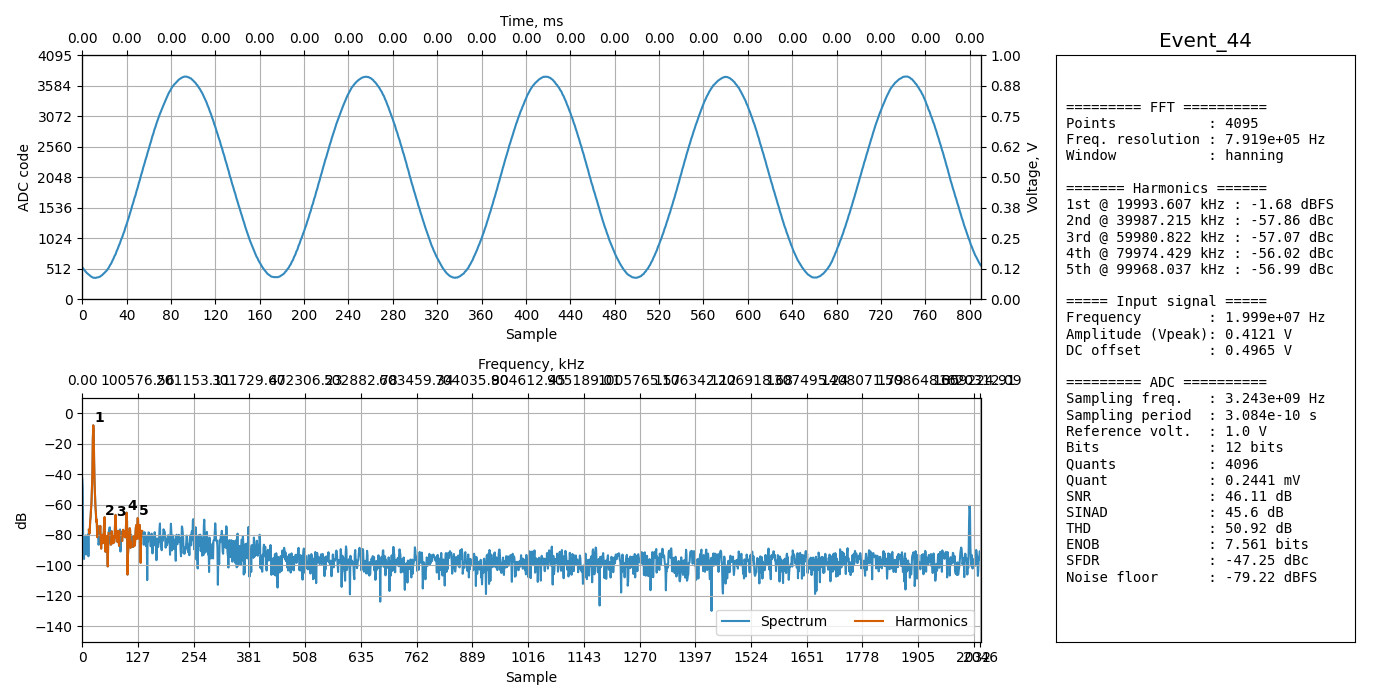 Time, ms
0.00 0.00 0.00 0.00 0.00 0.00 0.00 0.00 0.00 0.00 0.00 0.00 0.00 0.00 0.00 0.00 0.00 0.00 0.00 0.00 0.00
4095 1.00
3584 0.88
3072 0.75
2560 0.62
2048 0.50
1536 0.38
1024 0.25
512 0.12
0 0.00
ADC code
Voltage, V
0 40 80 120 160 200 240 280 320 360 400 440 480 520 560 600 640 680 720 760 800
Sample
Frequency, kHz
0.00 100576.56
0
−20
−40
−60
−80
−100
−120
−140
dB
1
2 3 4 5
Spectrum Harmonics
0 127 254 381 508 635 762 889 1016 1143 1270 1397 1524 1651 1778 1905 2032 2046
Sample
Event_44
========= FFT ==========
Points : 4095
Freq. resolution : 7.919e+05 Hz
Window : hanning
======= Harmonics ======
1st @ 19993.607 kHz : -1.68 dBFS
2nd @ 39987.215 kHz : -57.86 dBc
3rd @ 59980.822 kHz : -57.07 dBc
4th @ 79974.429 kHz : -56.02 dBc
5th @ 99968.037 kHz : -56.99 dBc
===== Input signal =====
Frequency : 1.999e+07 Hz
Amplitude (Vpeak): 0.4121 V
DC offset : 0.4965 V
========= ADC ==========
Sampling freq. : 3.243e+09 Hz
Sampling period : 3.084e-10 s
Reference volt. : 1.0 V
Bits : 12 bits
Quants : 4096
Quant : 0.2441 mV
SNR : 46.11 dB
SINAD : 45.6 dB
THD : 50.92 dB
ENOB : 7.561 bits
SFDR : -47.25 dBc
Noise floor : -79.22 dBFS